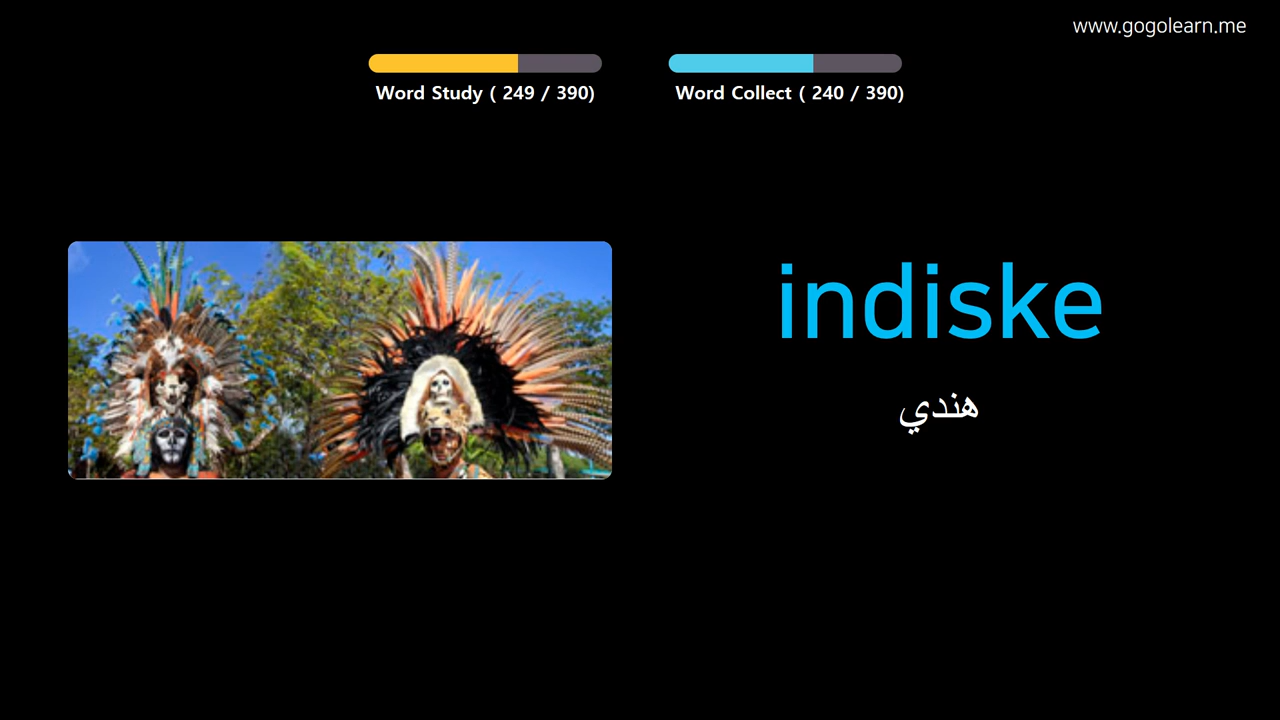 www.gogolearn.me
Word Study ( 249 / 390)
Word Collect ( 240 / 390)
indiske
هندي